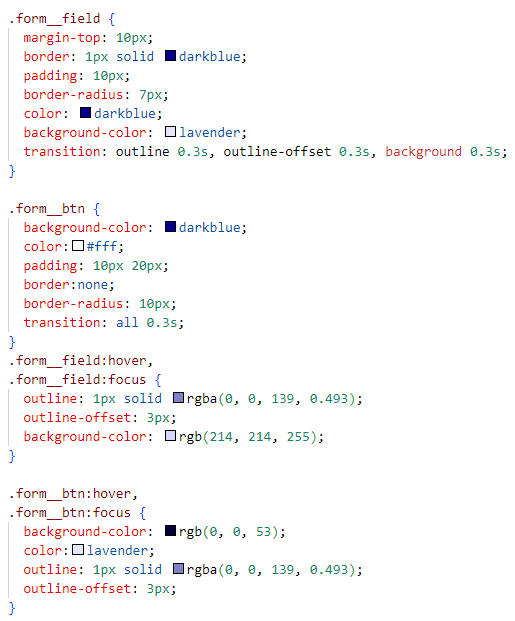 .form__field {
  margin-top: 10px;
  border: 1px solid darkblue;
  padding: 10px;
  border-radius: 7px;
  color: darkblue;
  background-color: lavender;
  transition: outline 0.3s, outline-offset 0.3s, background 0.3s;
}

.form__btn {
  background-color: darkblue;
  color:#fff;
  padding: 10px 20px;
  border:none;
  border-radius: 10px;
  transition: all 0.3s;
}
.form__field:hover,
.form__field:focus {
  outline: 1px solid rgba(0, 0, 139, 0.493);
  outline-offset: 3px;
  background-color: rgb(214, 214, 255);
}

.form__btn:hover,
.form__btn:focus {
  background-color: rgb(0, 0, 53);
  color:lavender;
  outline: 1px solid rgba(0, 0, 139, 0.493);
  outline-offset: 3px;
}